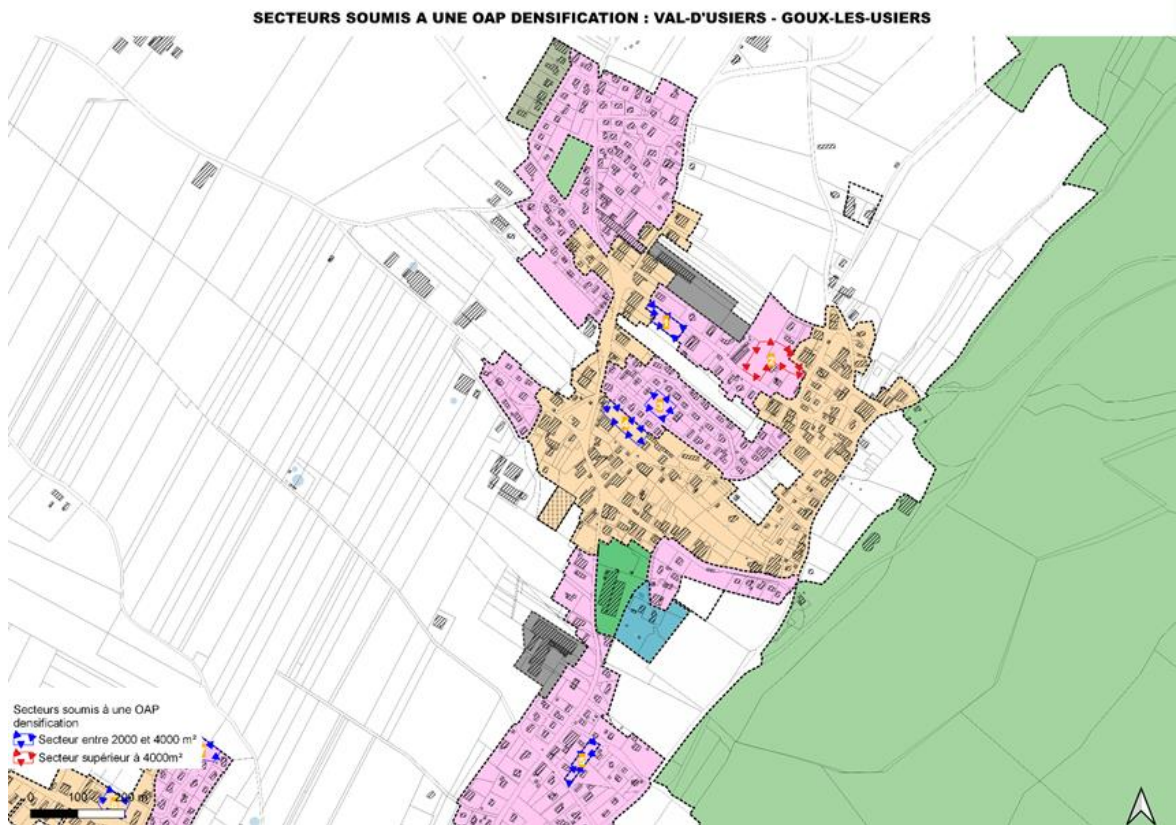 SECTEURS SOUMIS A UNE OAP DENSIFICATION : VAL-D'USIERS - GOUX-LES-USIERS
Secteurs soumis à une OAP
densification
Secteur entre 2000 et 4000 m²
Secteur supérieur à 4000m²
0 100 200 m